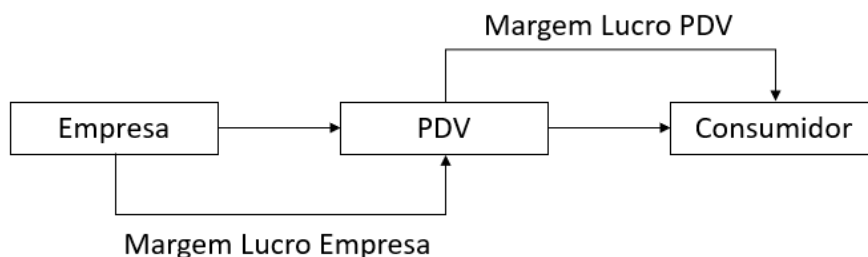 Margem Lucro PDV
Empresa
PDV
Consumidor
Margem Lucro Empresa